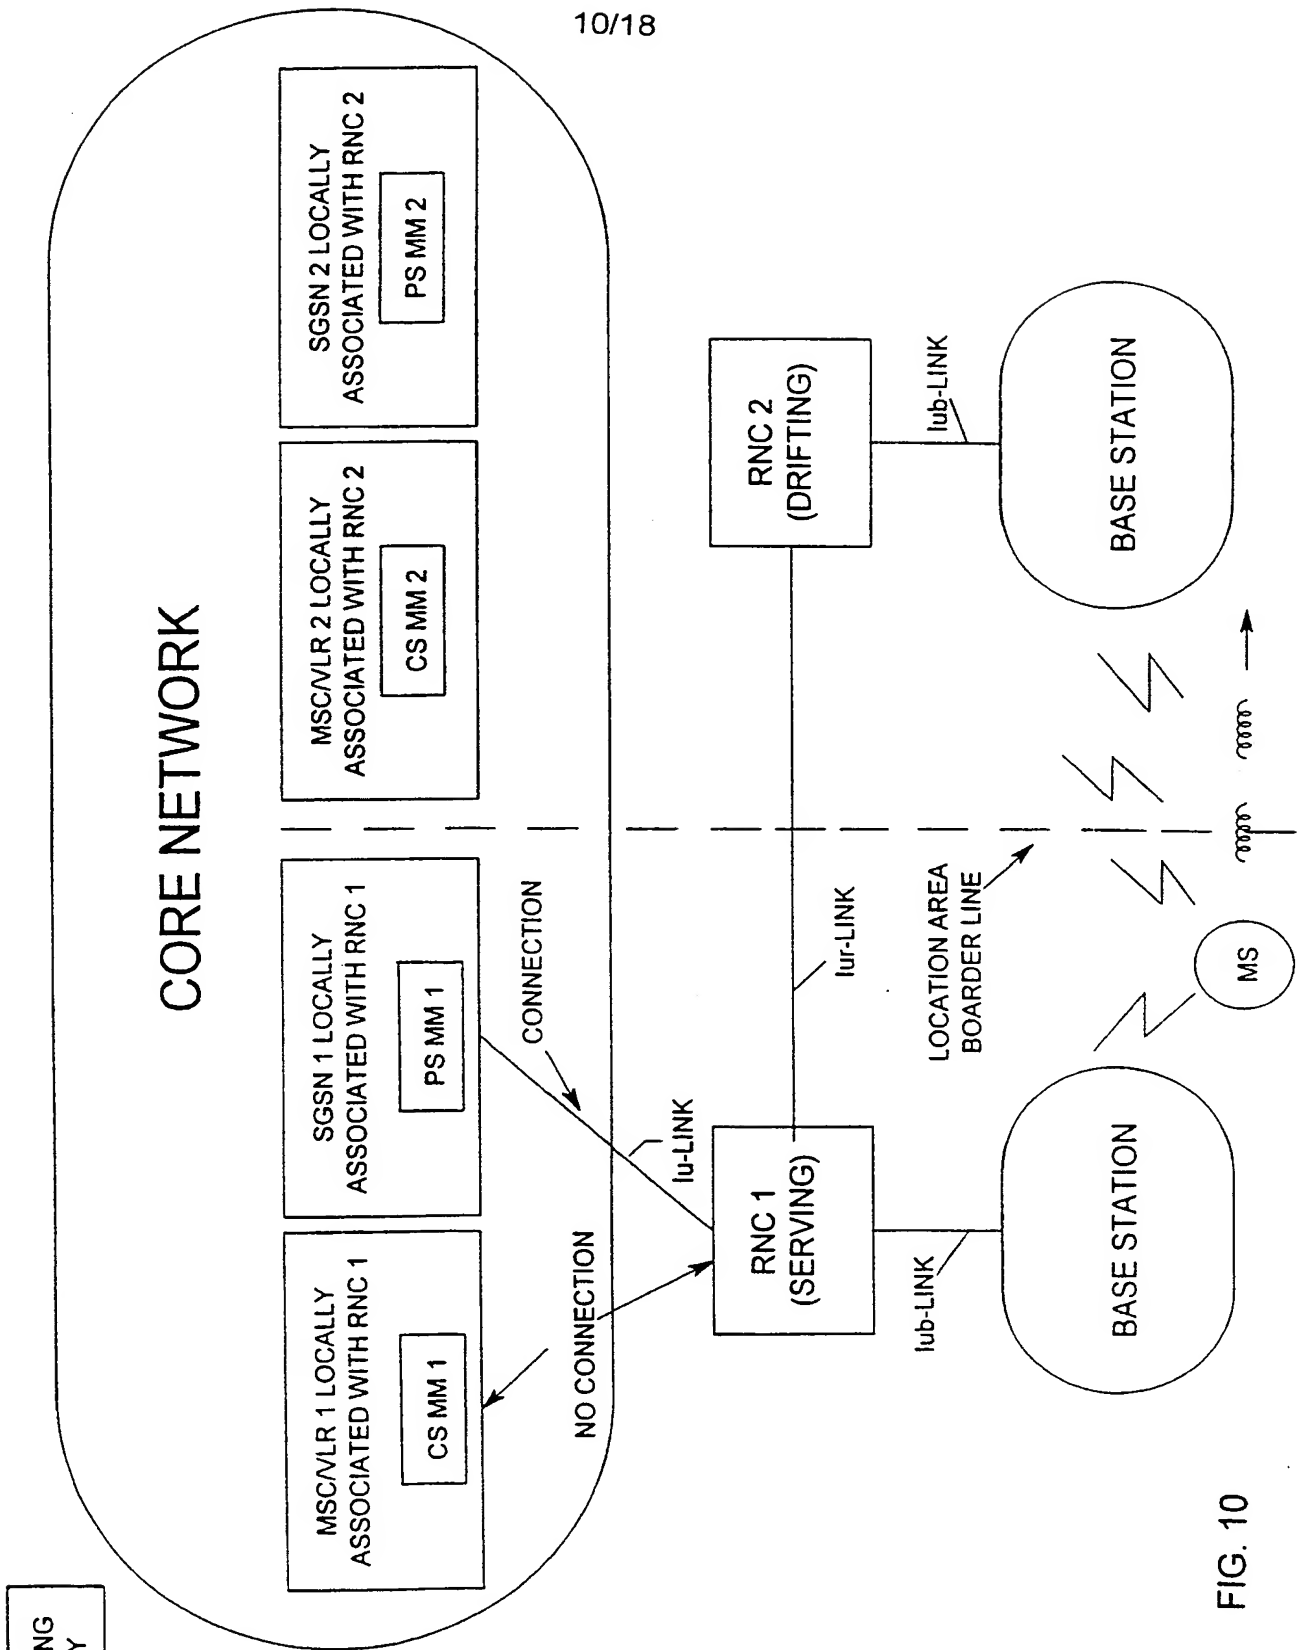 10/18
CORE NETWORK
MSC/VLR 1 LOCALLY
ASSOCIATED WITH RNC 1
CS MM 1
SGSN 1 LOCALLY
ASSOCIATED WITH RNC 1
PS MM 1
MSC/VLR 2 LOCALLY
ASSOCIATED WITH RNC 2
CS MM 2
SGSN 2 LOCALLY
ASSOCIATED WITH RNC 2
PS MM 2
NO CONNECTION
CONNECTION
Iu-LINK
RNC 1
(SERVING)
Iur-LINK
RNC 2
(DRIFTING)
Iub-LINK
Iub-LINK
LOCATION AREA
BOARDER LINE
BASE STATION
MS
BASE STATION
FIG. 10
NG
Y